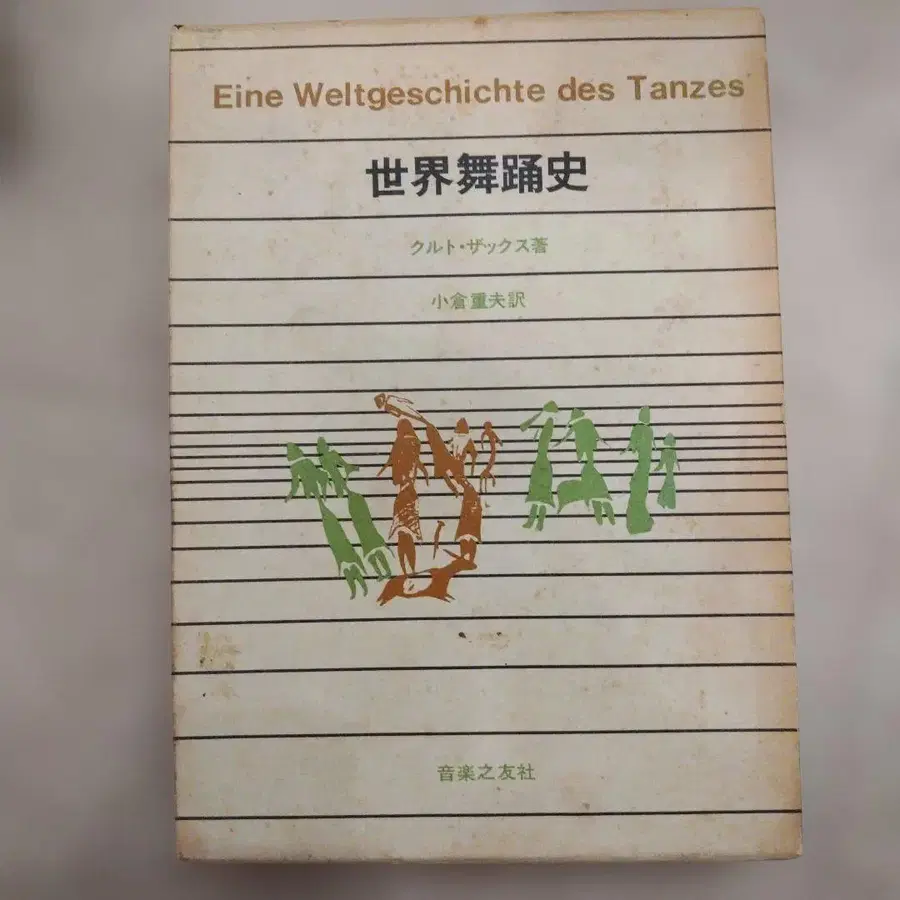 Eine Weltgeschichte des Tanzes
世界舞踊史
クルト・ザックス著
小倉重夫訳
音楽之友社